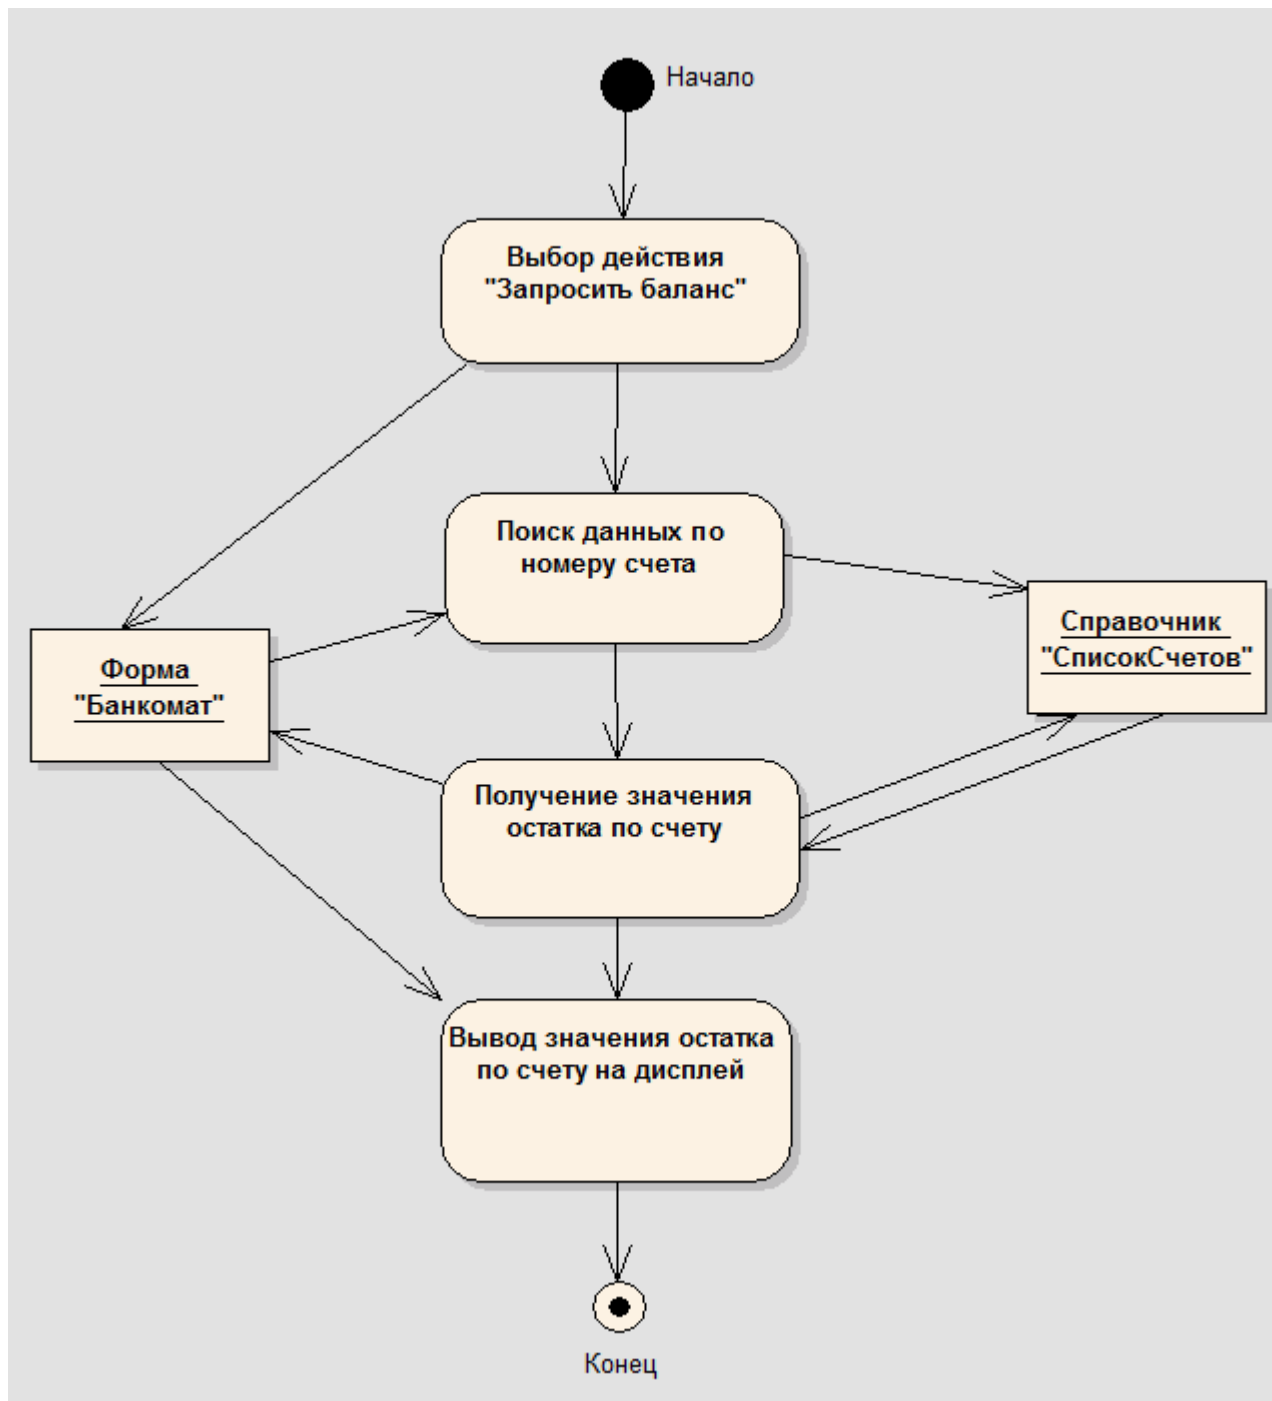 Начало
Выбор действия
"Запросить баланс"
Поиск данных по
номеру счета
Справочник
"СписокСчетов"
Форма
"Банкомат"
Получение значения
остатка по счету
Вывод значения остатка
по счету на дисплей
Конец